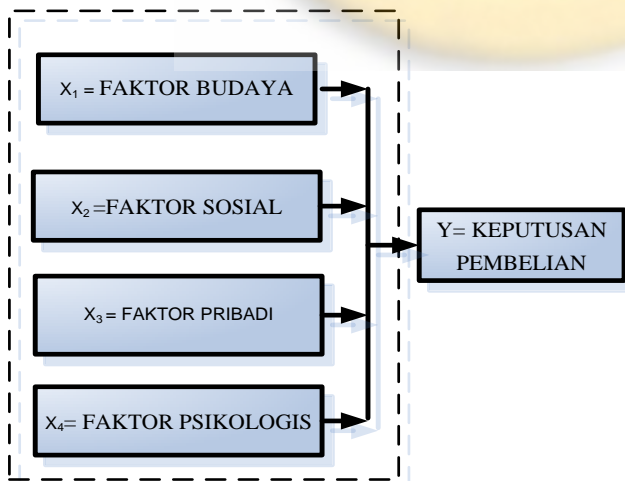 X₁ = FAKTOR BUDAYA
X₂ =FAKTOR SOSIAL
X₃ = FAKTOR PRIBADI
X₄= FAKTOR PSIKOLOGIS
Y= KEPUTUSAN
PEMBELIAN